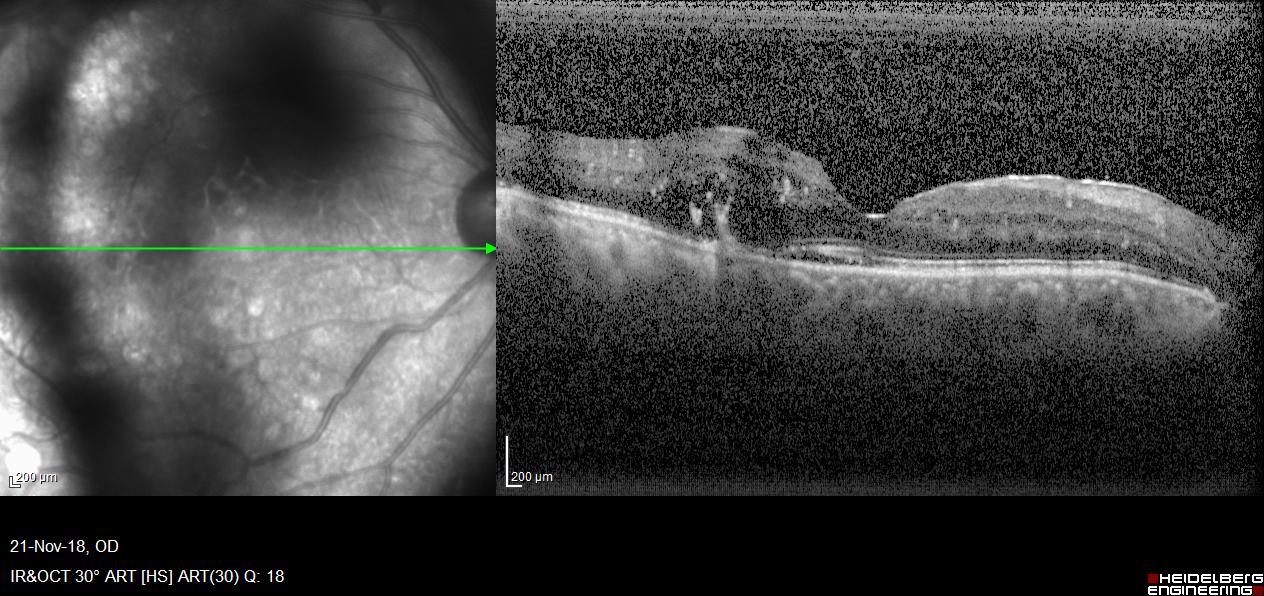 200 µm
200 µm
21-Nov-18, OD
IR&OCT 30° ART [HS] ART(30) Q: 18
HEIDELBERG
ENGINEERING